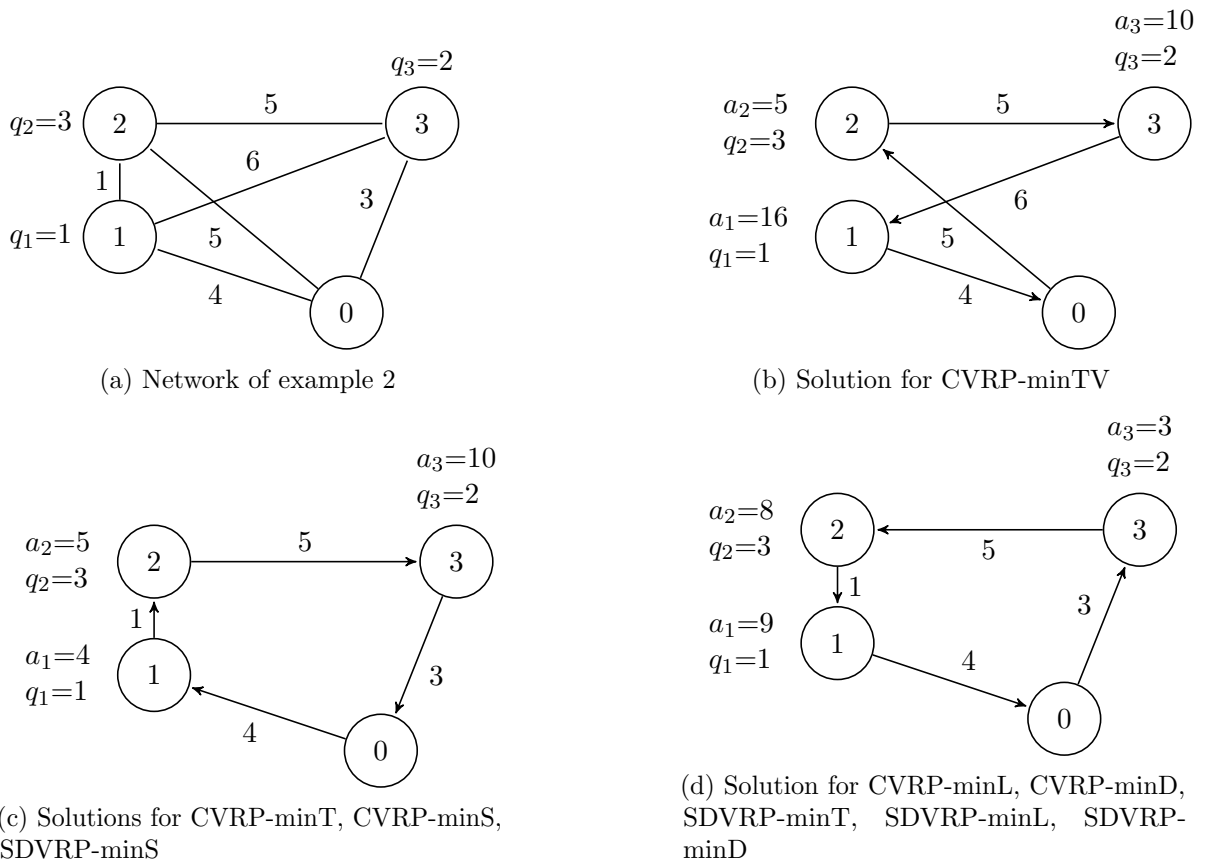 q3=2
5
q2=3
2
3
6
1
3
q1=1
1
5
4
0
(a) Network of example 2
a3=10
q3=2
a2=5
q2=3
2
5
3
a1=16
q1=1
1
6
5
4
0
(b) Solution for CVRP-minTV
a3=10
q3=2
a2=5
q2=3
2
5
3
1
a1=4
q1=1
1
3
4
0
(c) Solutions for CVRP-minT, CVRP-minS,
SDVRP-minS
a3=3
q3=2
a2=8
q2=3
2
5
3
1
a1=9
q1=1
1
3
4
0
(d) Solution for CVRP-minL, CVRP-minD,
SDVRP-minT, SDVRP-minL, SDVRP-
minD